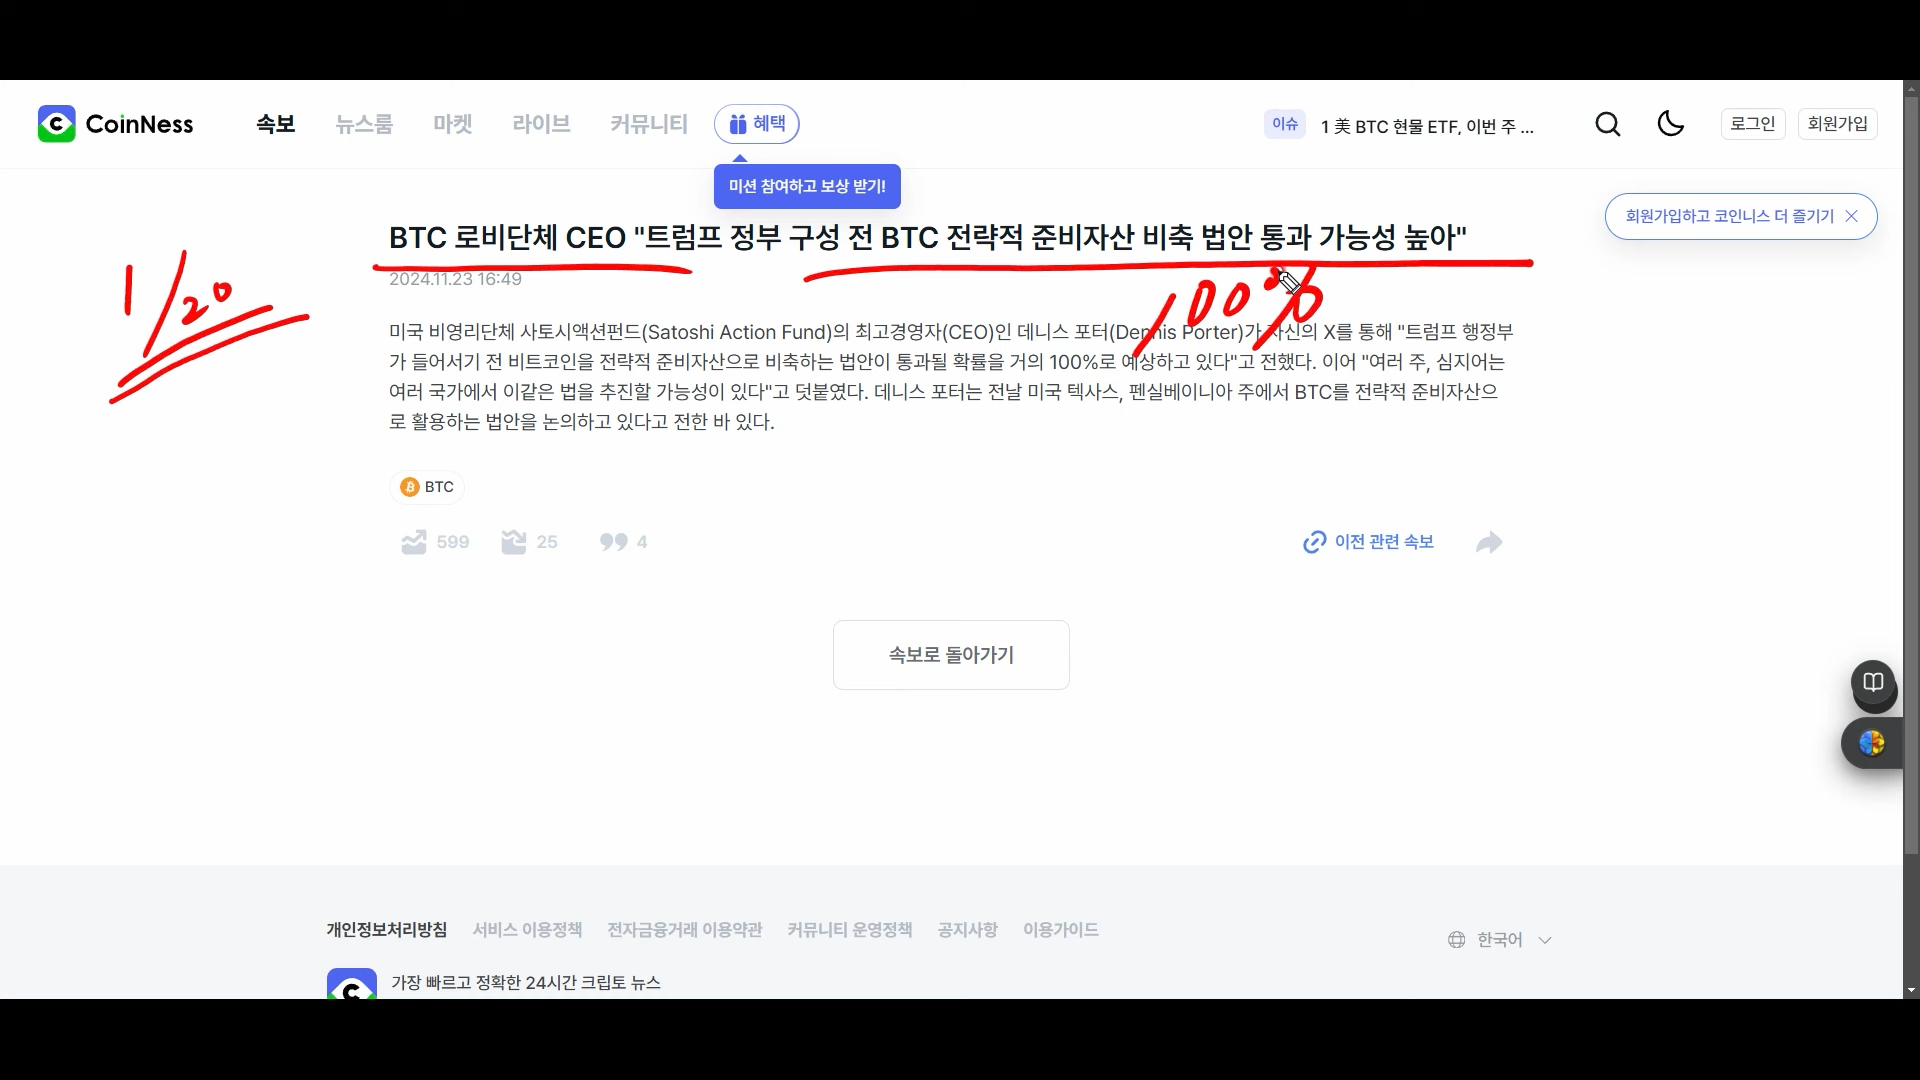 CoinNess
속보 뉴스룸 마켓 라이브 커뮤니티 혜택
이슈 1 美 BTC 현물 ETF, 이번 주 ...
로그인 회원가입
미션 참여하고 보상 받기!
회원가입하고 코인니스 더 즐기기
BTC 로비단체 CEO "트럼프 정부 구성 전 BTC 전략적 준비자산 비축 법안 통과 가능성 높아"
2024.11.23 16:49
1/20
100%
미국 비영리단체 사토시액션펀드(Satoshi Action Fund)의 최고경영자(CEO)인 데니스 포터(Dennis Porter)가 자신의 X를 통해 "트럼프 행정부
가 들어서기 전 비트코인을 전략적 준비자산으로 비축하는 법안이 통과될 확률을 거의 100%로 예상하고 있다"고 전했다. 이어 "여러 주, 심지어는
여러 국가에서 이같은 법을 추진할 가능성이 있다"고 덧붙였다. 데니스 포터는 전날 미국 텍사스, 펜실베이니아 주에서 BTC를 전략적 준비자산으
로 활용하는 법안을 논의하고 있다고 전한 바 있다.
BTC
599 25 4
이전 관련 속보
속보로 돌아가기
개인정보처리방침 서비스 이용정책 전자금융거래 이용약관 커뮤니티 운영정책 공지사항 이용가이드
한국어
가장 빠르고 정확한 24시간 크립토 뉴스